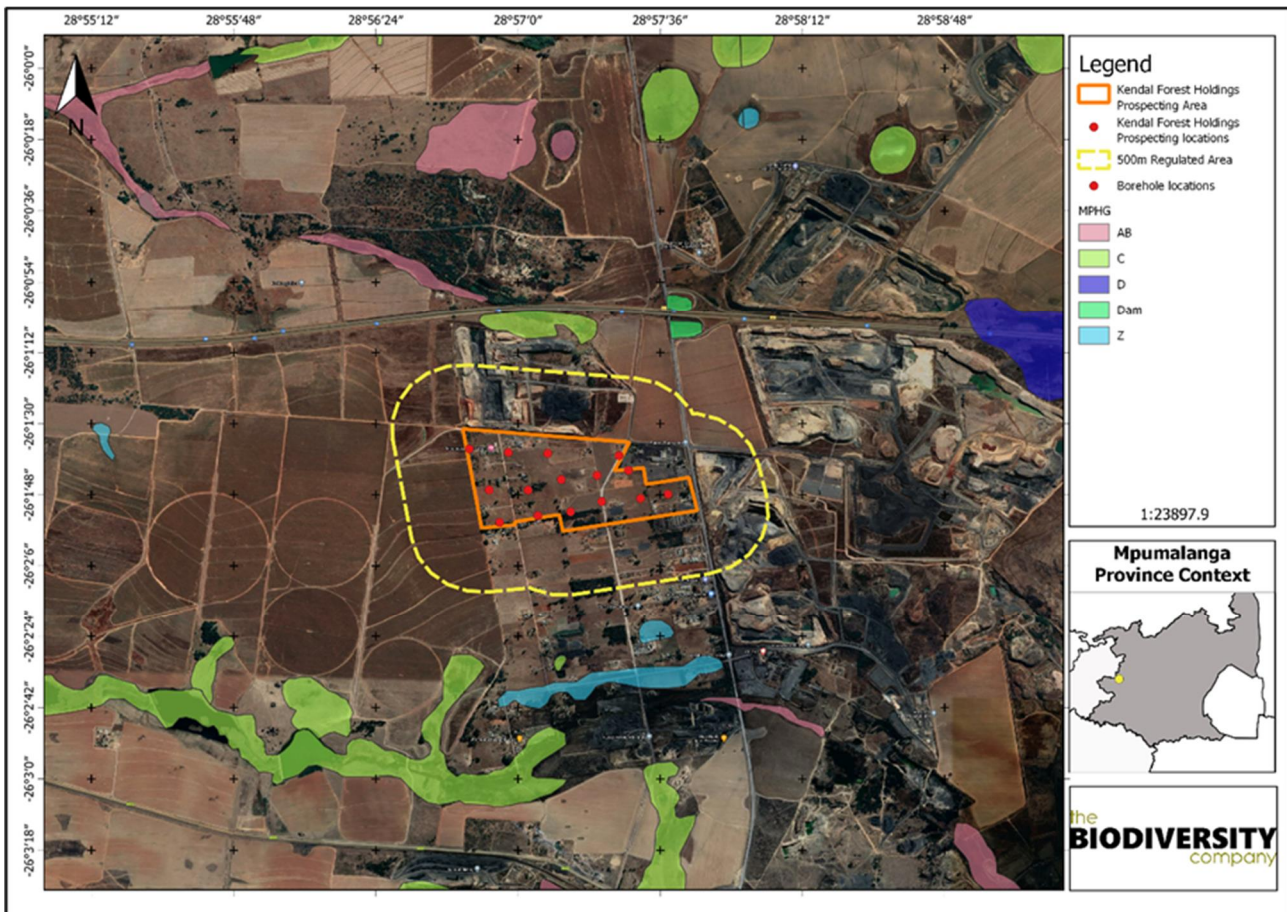 28°55'12" 28°55'48" 28°56'24" 28°57'0" 28°57'36" 28°58'12" 28°58'48"
-26°0'0"
-26°0'18"
-26°0'36"
-26°0'54"
-26°1'12"
-26°1'30"
-26°1'48"
-26°2'6"
-26°2'24"
-26°2'42"
-26°3'0"
-26°3'18"
N
Legend
Kendal Forest Holdings
Prospecting Area
Kendal Forest Holdings
Prospecting locations
500m Regulated Area
Borehole locations
MPHG
AB
C
D
Dam
Z
1:23897.9
Mpumalanga
Province Context
the
BIODIVERSITY
company